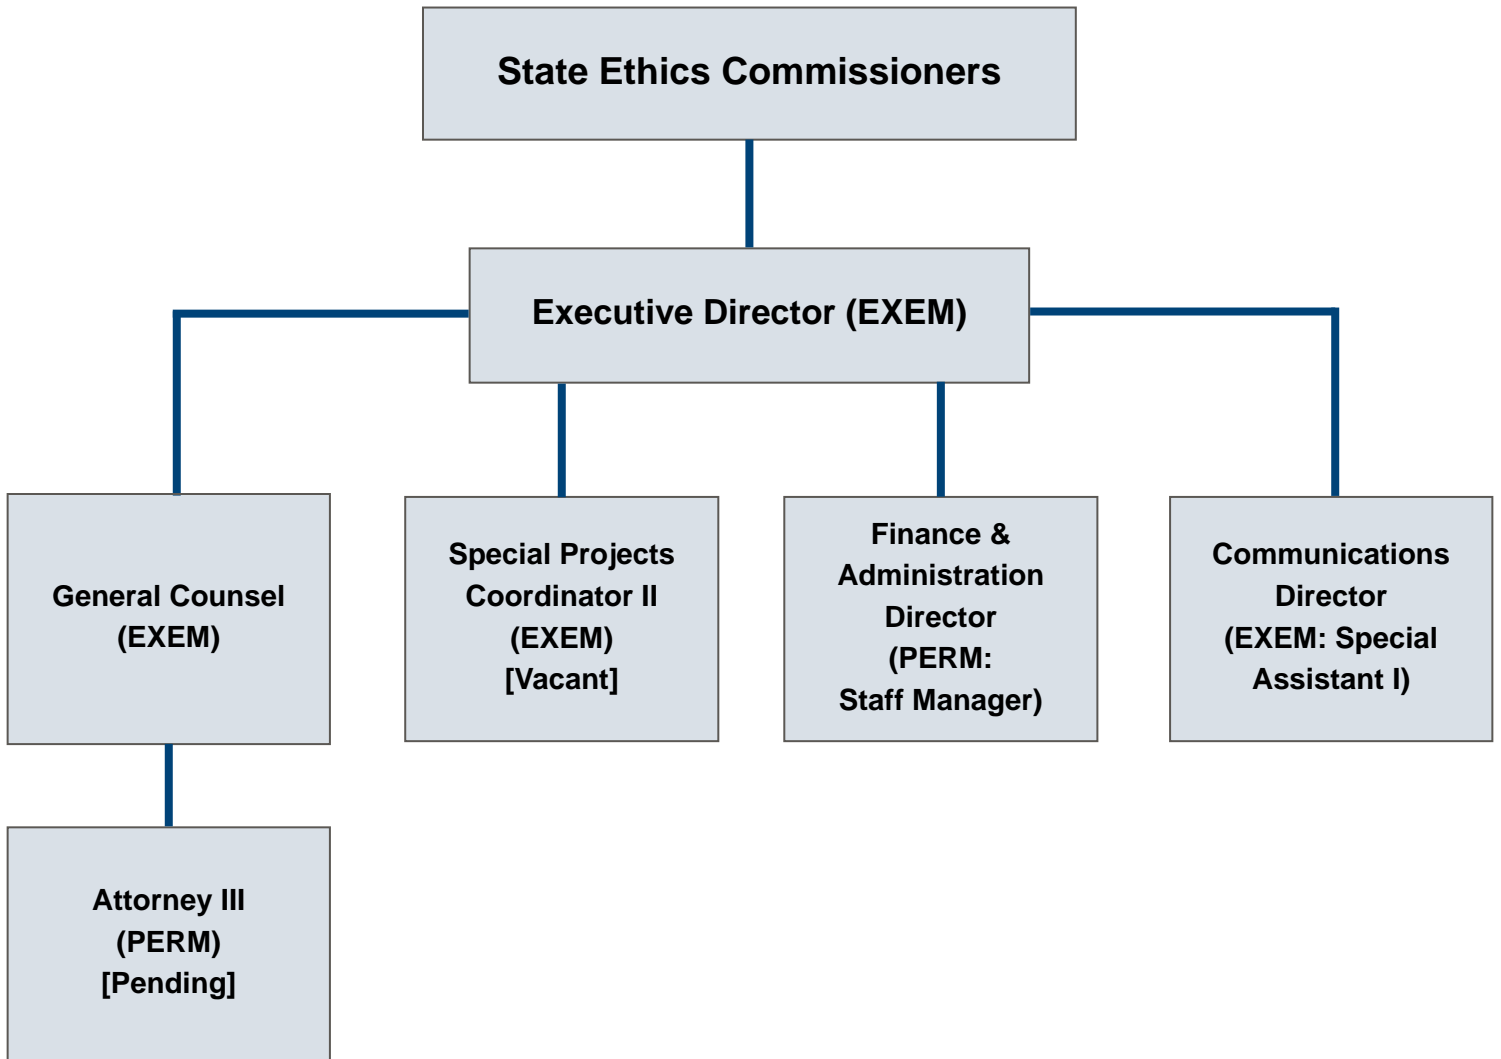 State Ethics Commissioners
Executive Director (EXEM)
General Counsel
(EXEM)
Special Projects
Coordinator II
(EXEM)
[Vacant]
Finance &
Administration
Director
(PERM:
Staff Manager)
Communications
Director
(EXEM: Special
Assistant I)
Attorney III
(PERM)
[Pending]